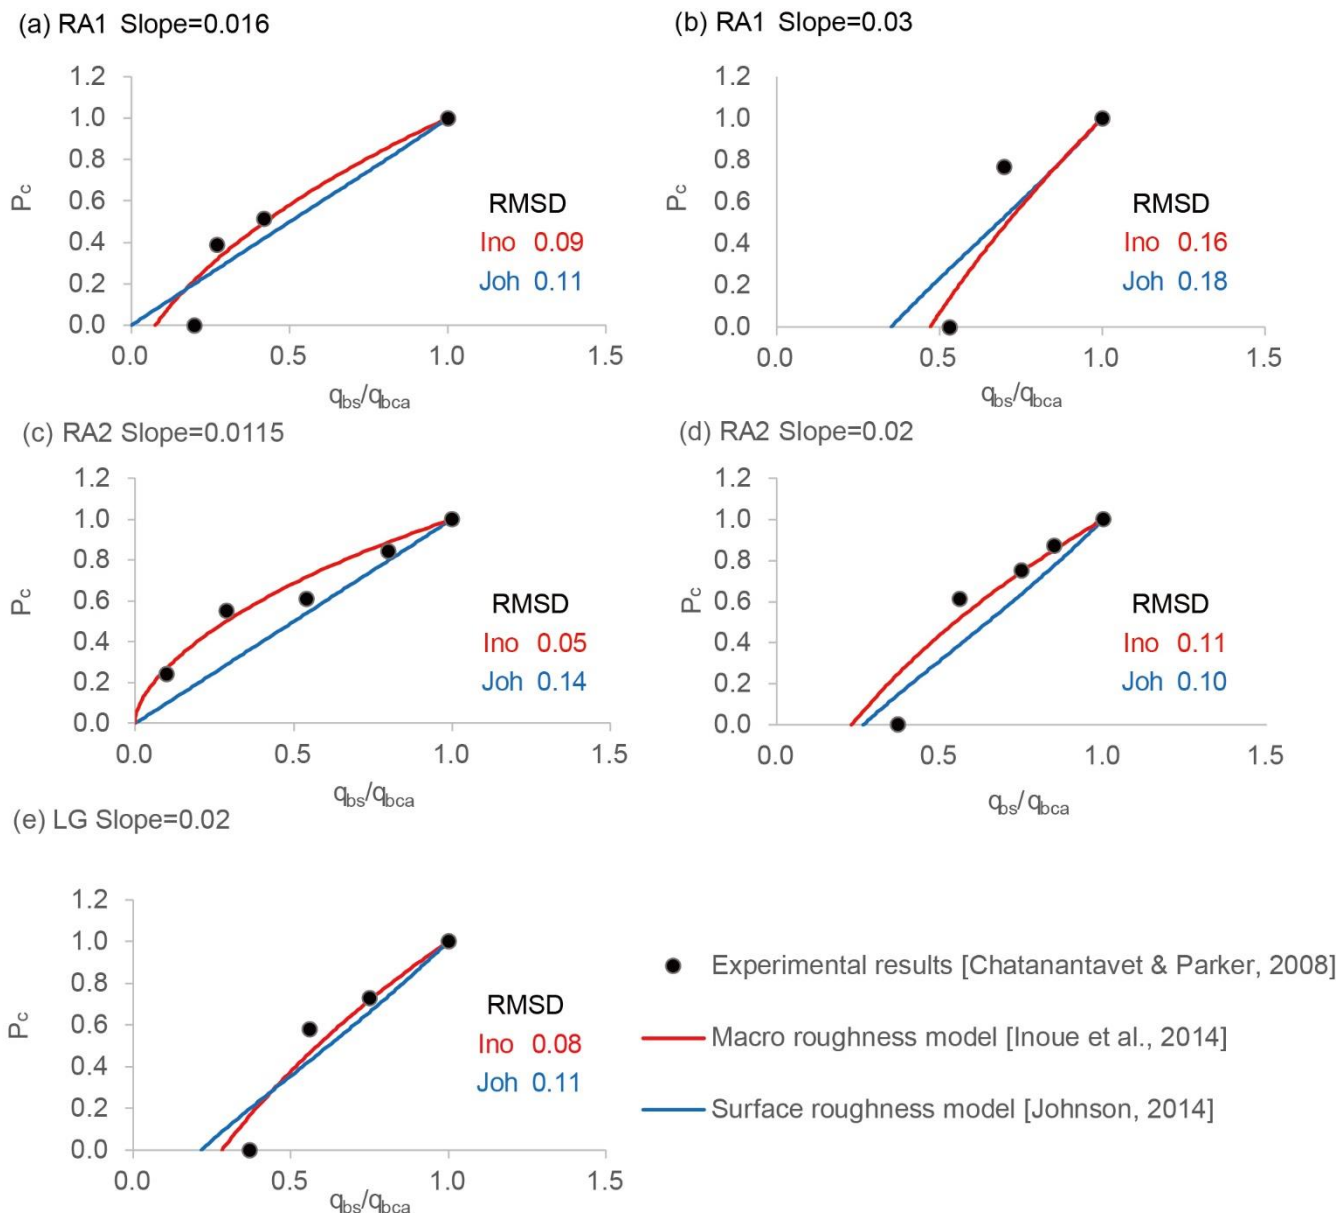 (a) RA1 Slope=0.016
1.2
1.0
0.8
0.6
0.4
0.2
0.0
Pc
0.0 0.5 1.0 1.5
qbs/qbca
RMSD
Ino 0.09
Joh 0.11
(b) RA1 Slope=0.03
1.2
1.0
0.8
0.6
0.4
0.2
0.0
Pc
0.0 0.5 1.0 1.5
qbs/qbca
RMSD
Ino 0.16
Joh 0.18
(c) RA2 Slope=0.0115
1.2
1.0
0.8
0.6
0.4
0.2
0.0
Pc
0.0 0.5 1.0 1.5
qbs/qbca
RMSD
Ino 0.05
Joh 0.14
(d) RA2 Slope=0.02
1.2
1.0
0.8
0.6
0.4
0.2
0.0
Pc
0.0 0.5 1.0 1.5
qbs/qbca
RMSD
Ino 0.11
Joh 0.10
(e) LG Slope=0.02
1.2
1.0
0.8
0.6
0.4
0.2
0.0
Pc
0.0 0.5 1.0
qbs/qbca
RMSD
Ino 0.08
Joh 0.11
Experimental results [Chatanantavet & Parker, 2008]
Macro roughness model [Inoue et al., 2014]
Surface roughness model [Johnson, 2014]